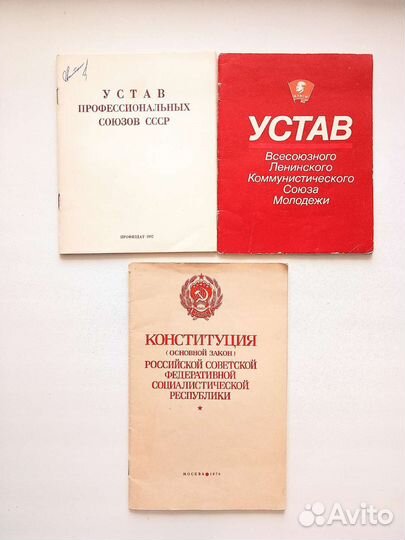 УСТАВ
ПРОФЕССИОНАЛЬНЫХ
СОЮЗОВ СССР
УСТАВ
Всесоюзного
Ленинского
Коммунистического
Союза
Молодежи
КОНСТИТУЦИЯ
(ОСНОВНОЙ ЗАКОН)
РОССИЙСКОЙ СОВЕТСКОЙ
ФЕДЕРАТИВНОЙ
СОЦИАЛИСТИЧЕСКОЙ
РЕСПУБЛИКИ
Avito